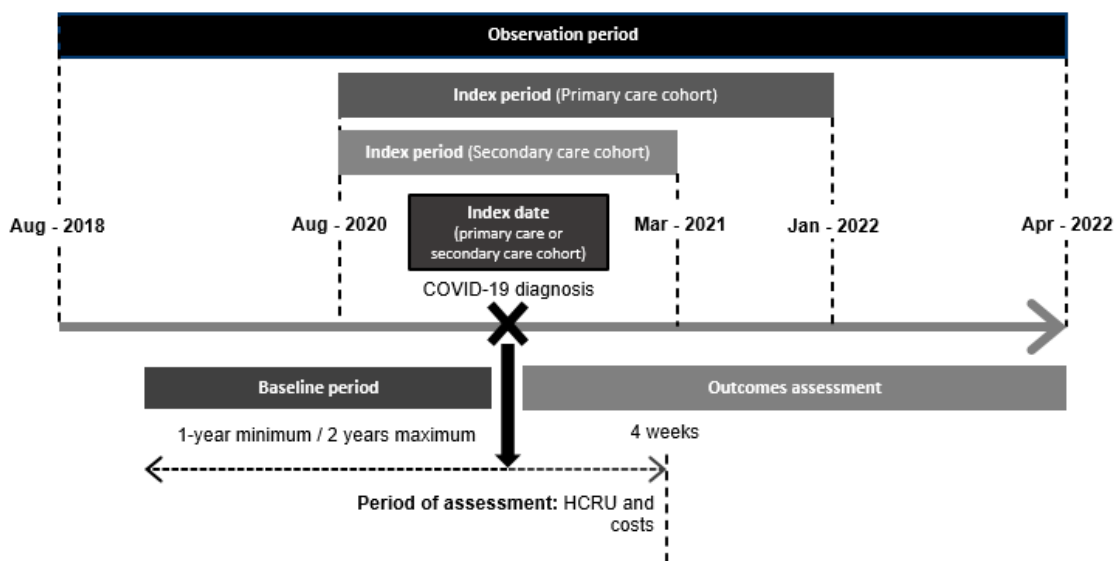 Observation period
Index period (Primary care cohort)
Index period (Secondary care cohort)
Aug - 2018
Aug - 2020
Index date
(primary care or
secondary care cohort)
Mar - 2021
Jan - 2022
Apr - 2022
COVID-19 diagnosis
Baseline period
Outcomes assessment
1-year minimum / 2 years maximum
4 weeks
Period of assessment: HCRU and
costs